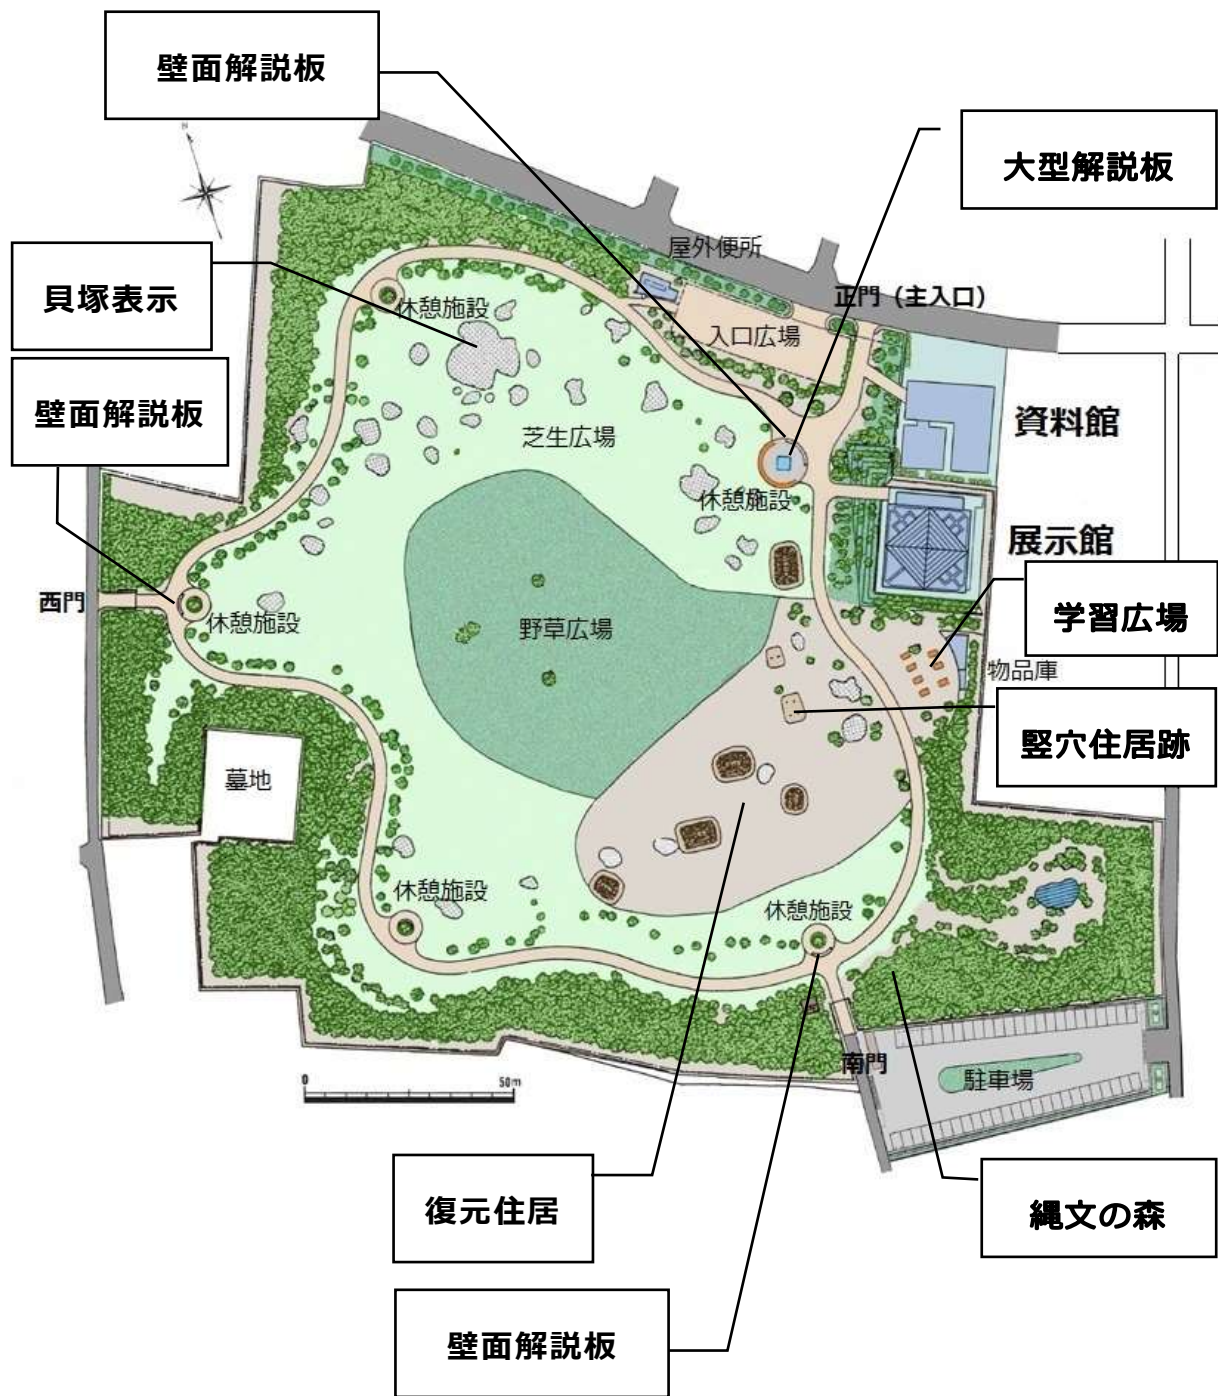 壁面解説板
大型解説板
N
屋外便所
貝塚表示
正門（主入口）
休憩施設
入口広場
壁面解説板
資料館
芝生広場
休憩施設
展示館
西門
学習広場
休憩施設
野草広場
物品庫
竪穴住居跡
墓地
休憩施設
休憩施設
南門
駐車場
0 50m
復元住居
縄文の森
壁面解説板